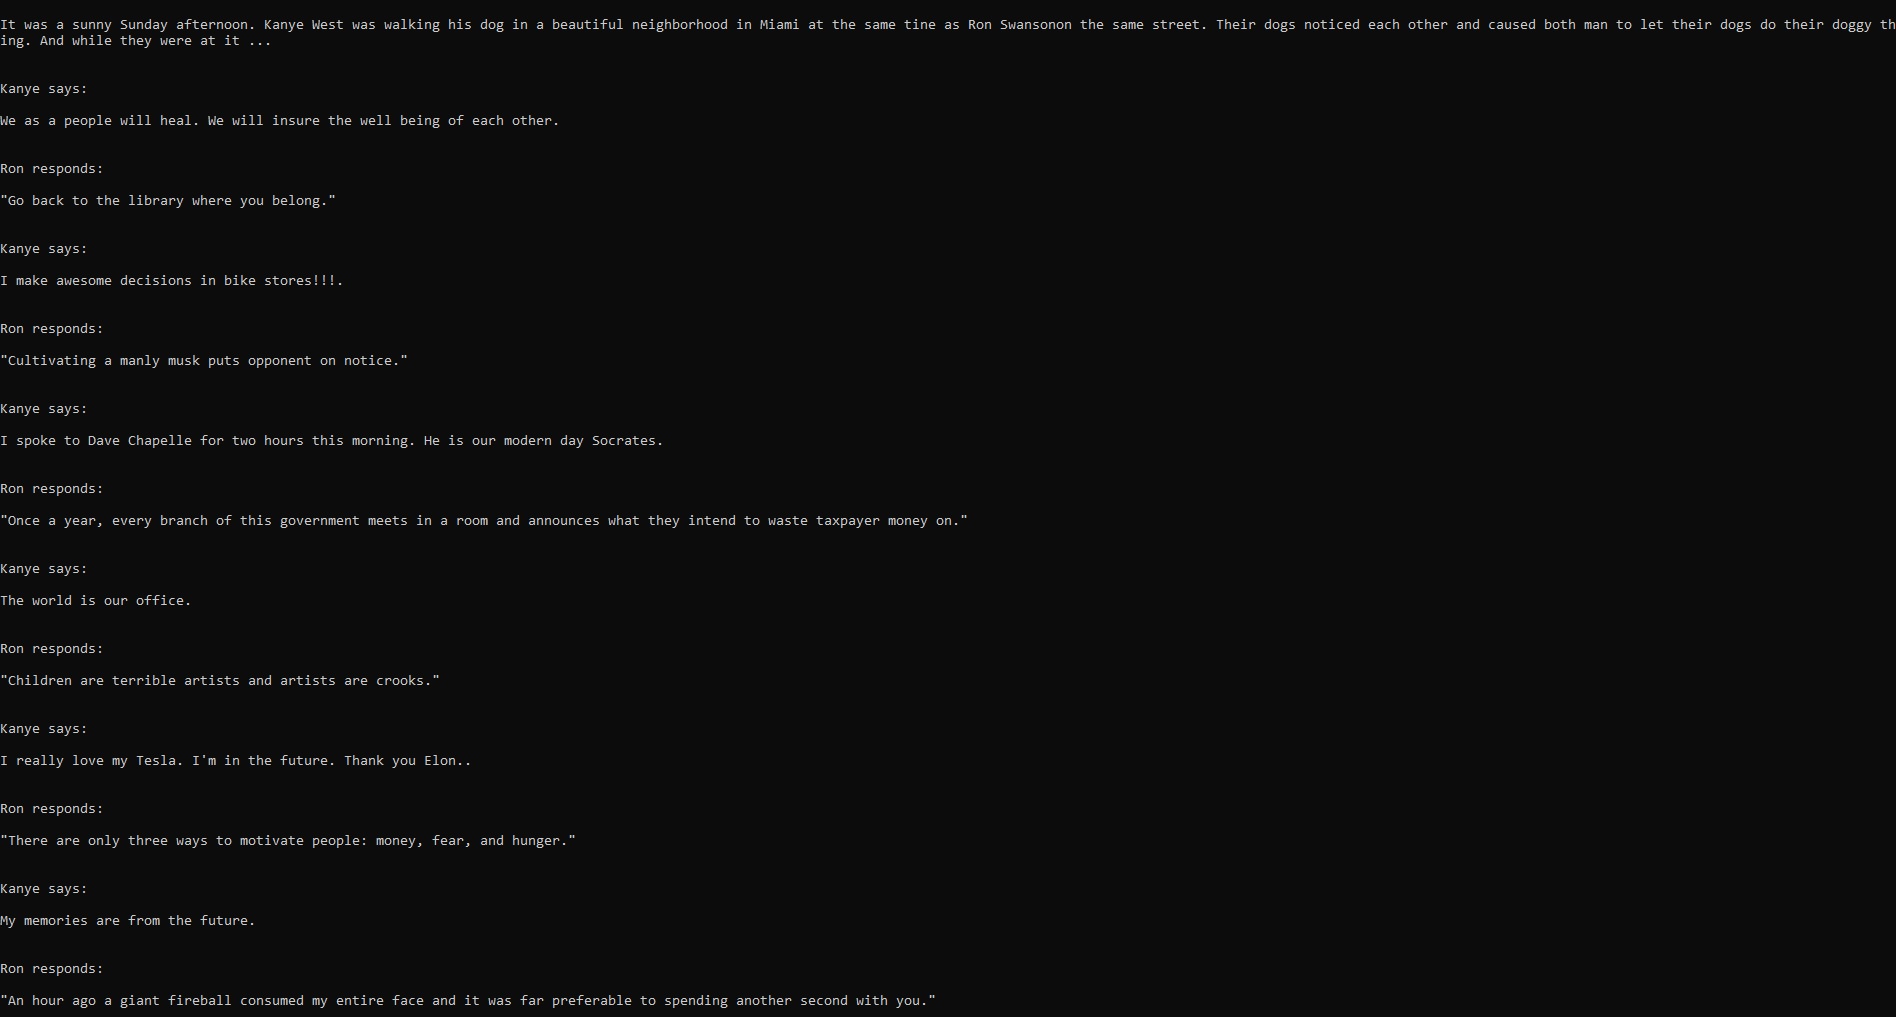 It was a sunny Sunday afternoon. Kanye West was walking his dog in a beautiful neighborhood in Miami at the same tine as Ron Swansonon the same street. Their dogs noticed each other and caused both man to let their dogs do their doggy th
ing. And while they were at it ...
Kanye says:
We as a people will heal. We will insure the well being of each other.
Ron responds:
"Go back to the library where you belong."
Kanye says:
I make awesome decisions in bike stores!!!.
Ron responds:
"Cultivating a manly musk puts opponent on notice."
Kanye says:
I spoke to Dave Chapelle for two hours this morning. He is our modern day Socrates.
Ron responds:
"Once a year, every branch of this government meets in a room and announces what they intend to waste taxpayer money on."
Kanye says:
The world is our office.
Ron responds:
"Children are terrible artists and artists are crooks."
Kanye says:
I really love my Tesla. I'm in the future. Thank you Elon..
Ron responds:
"There are only three ways to motivate people: money, fear, and hunger."
Kanye says:
My memories are from the future.
Ron responds:
"An hour ago a giant fireball consumed my entire face and it was far preferable to spending another second with you."